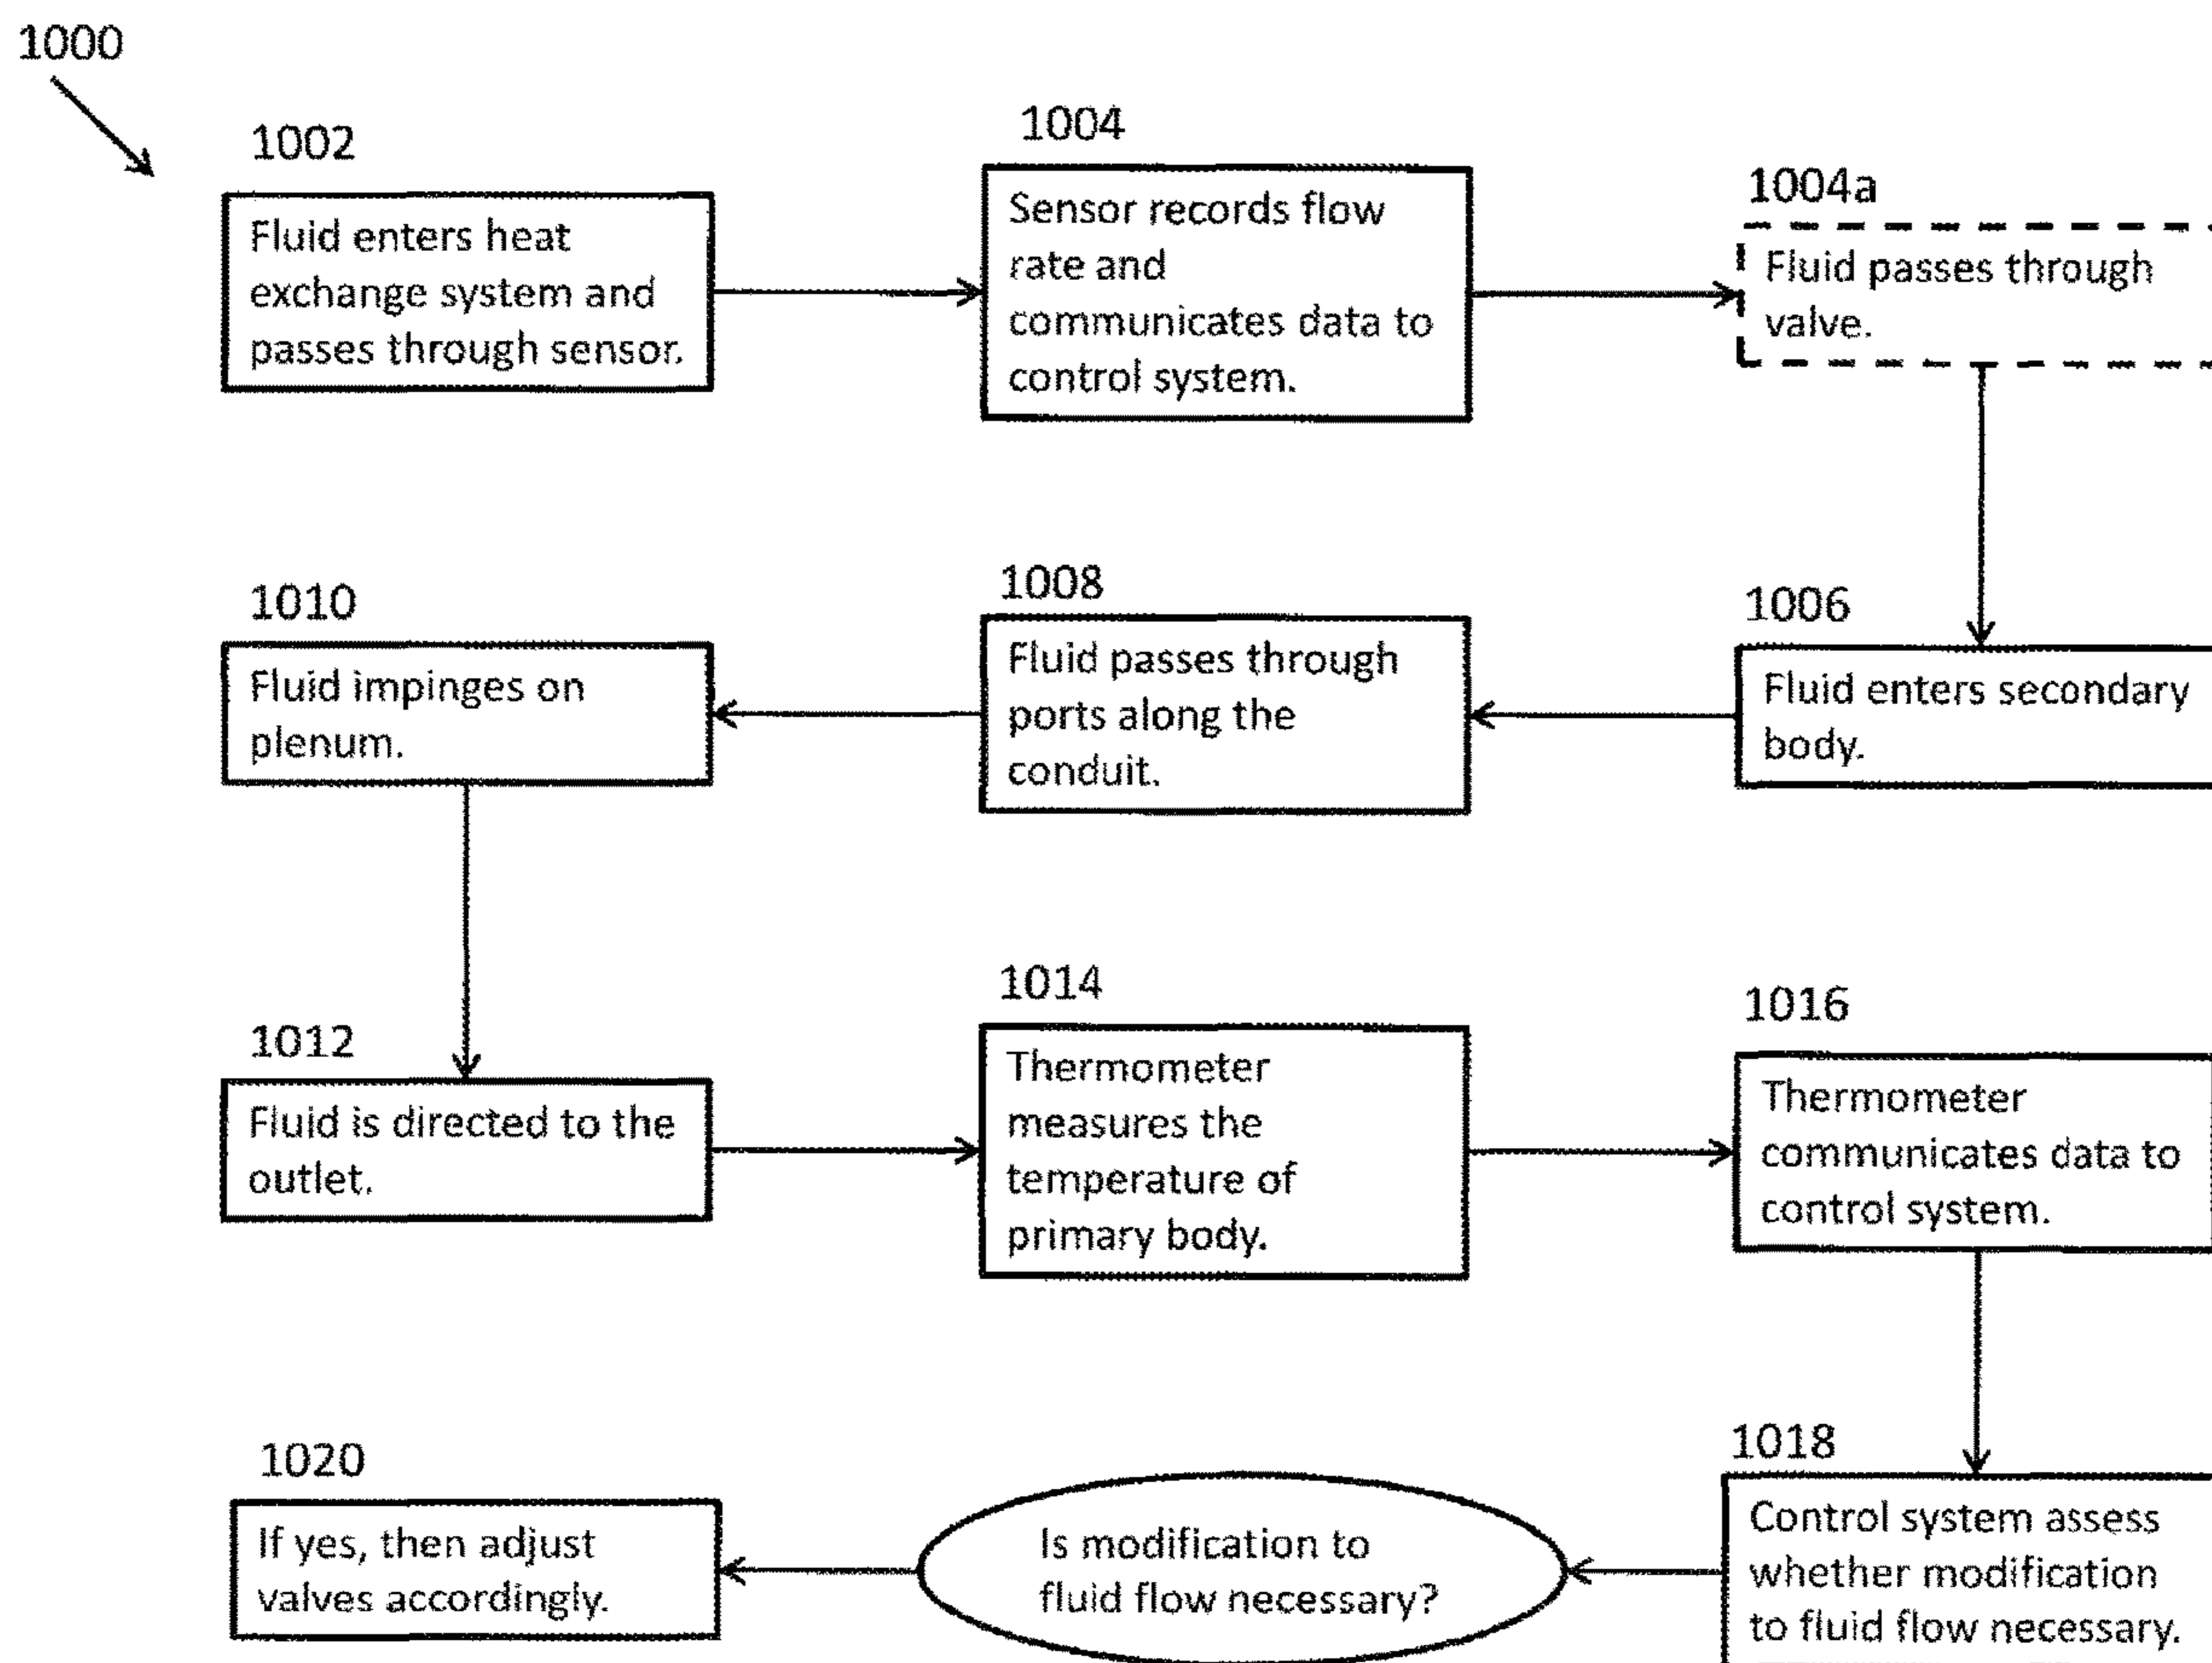 1000
1002
Fluid enters heat
exchange system and
passes through sensor.
1004
Sensor records flow
rate and
communicates data to
control system.
1004a
Fluid passes through
valve.
1006
Fluid enters secondary
body.
1008
Fluid passes through
ports along the
conduit.
1010
Fluid impinges on
plenum.
1012
Fluid is directed to the
outlet.
1014
Thermometer
measures the
temperature of
primary body.
1016
Thermometer
communicates data to
control system.
1018
Control system assess
whether modification
to fluid flow necessary.
Is modification to
fluid flow necessary?
1020
If yes, then adjust
valves accordingly.